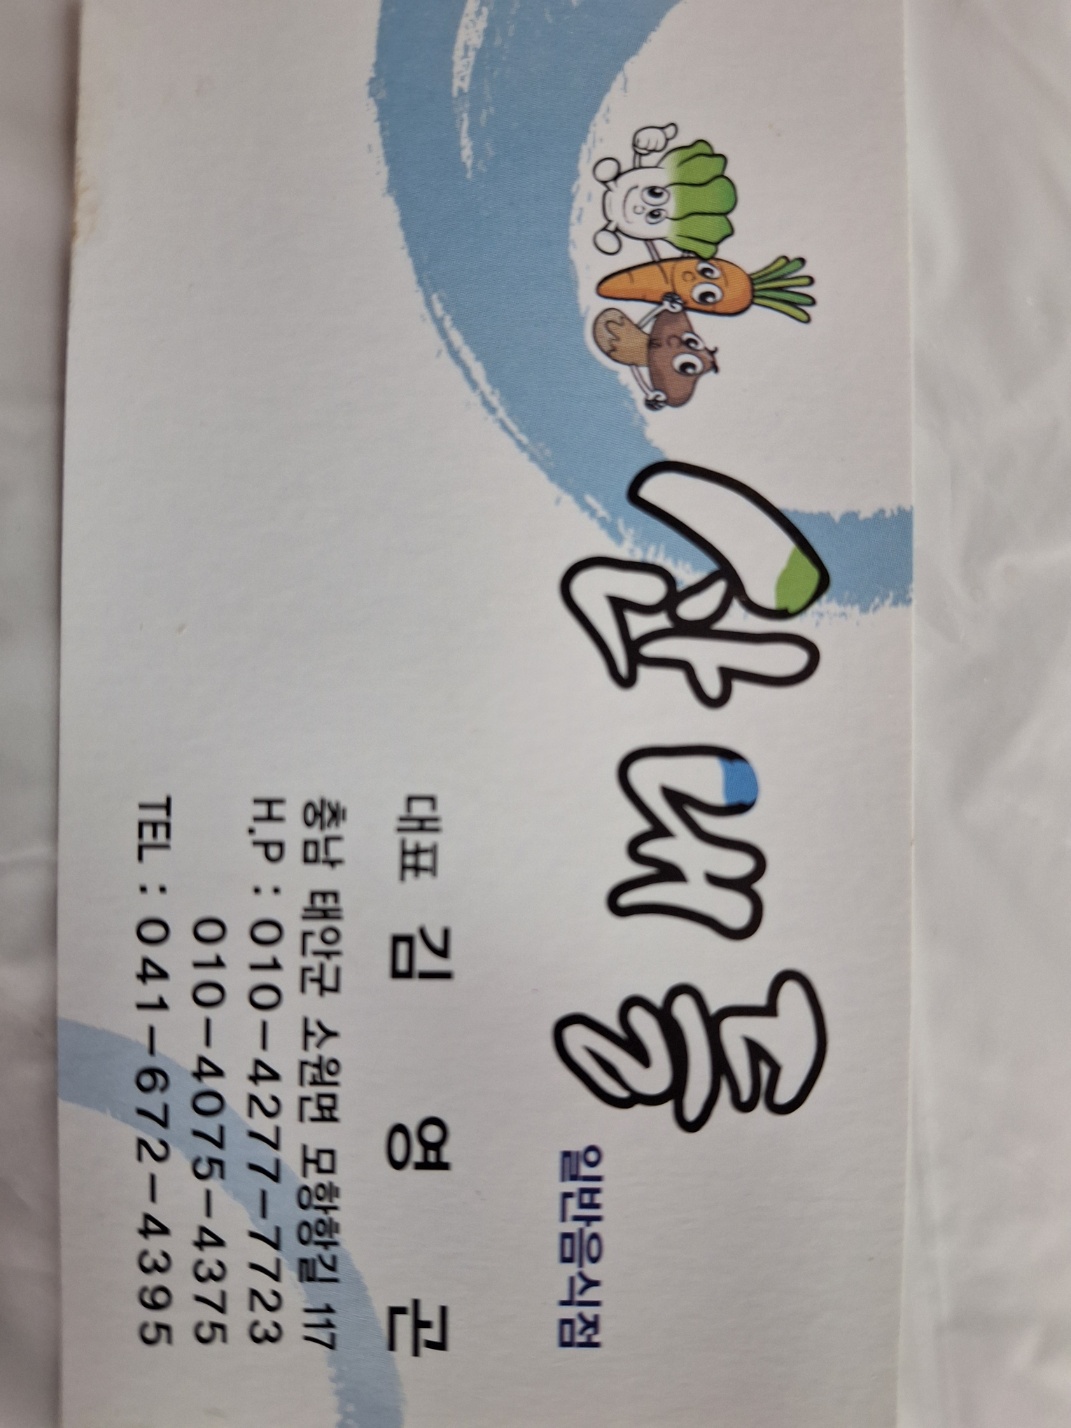 산내들
일반음식점
대표 김영곤
충남 태안군 소원면 모항항길 117
H.P : 010-4277-7723
010-4075-4375
TEL : 041-672-4395